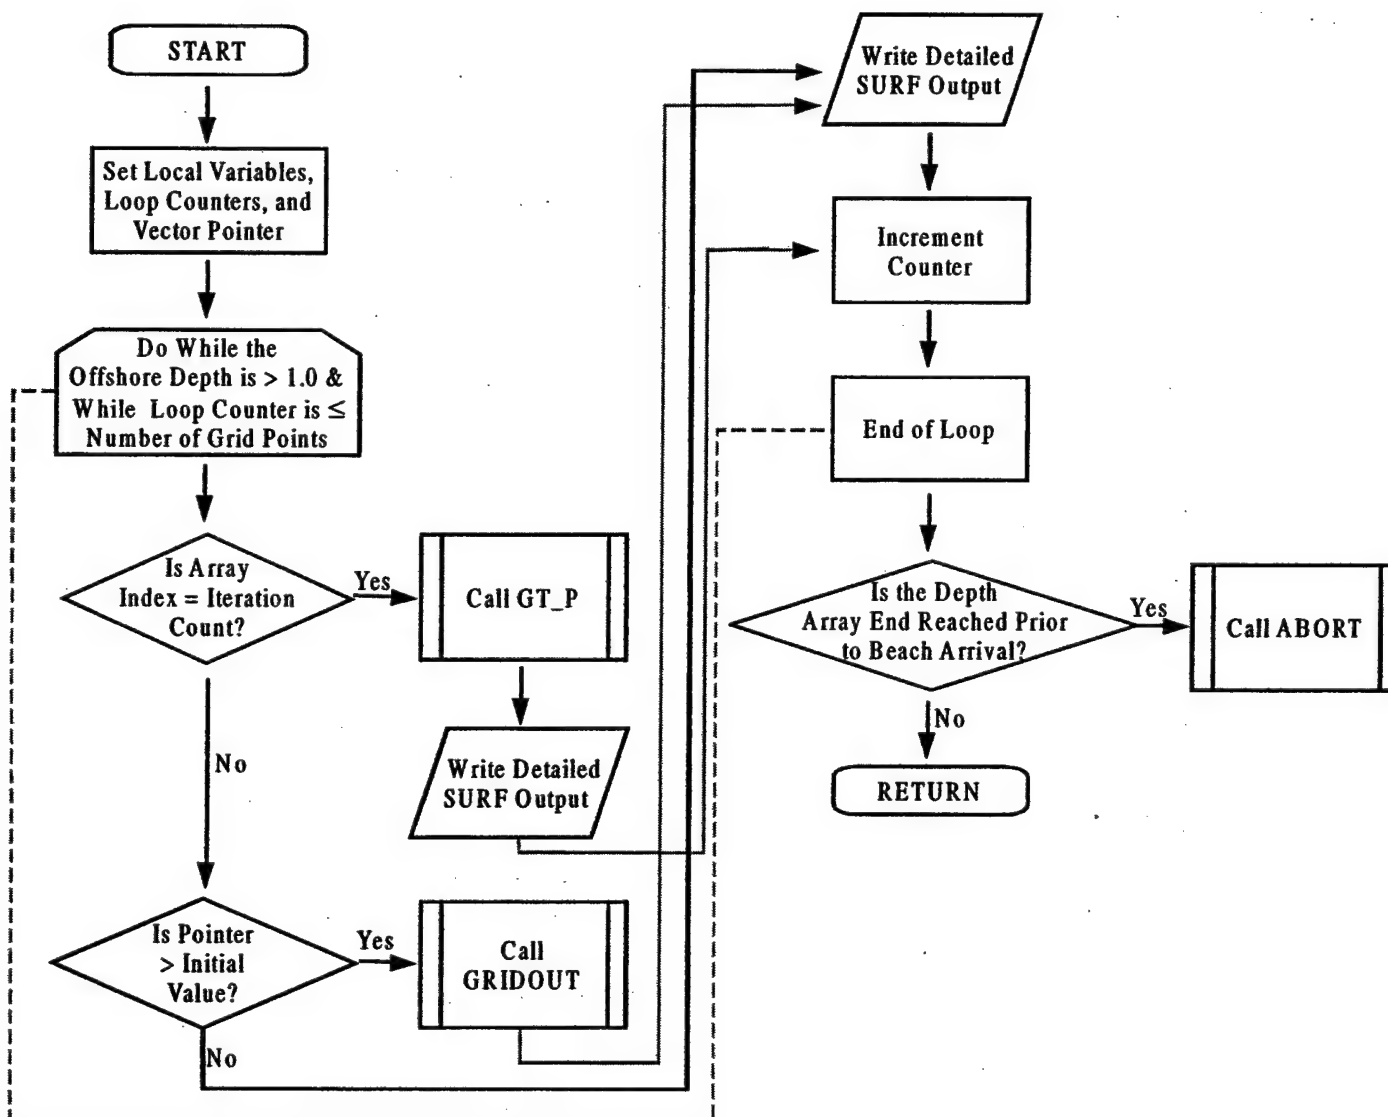 START
Set Local Variables,
Loop Counters, and
Vector Pointer
Do While the
Offshore Depth is > 1.0 &
While Loop Counter is ≤
Number of Grid Points
Is Array
Index = Iteration
Count?
Yes
Call GT_P
Write Detailed
SURF Output
No
Is Pointer
> Initial
Value?
Yes
Call
GRIDOUT
No
Write Detailed
SURF Output
Increment
Counter
End of Loop
Is the Depth
Array End Reached Prior
to Beach Arrival?
Yes
Call ABORT
No
RETURN